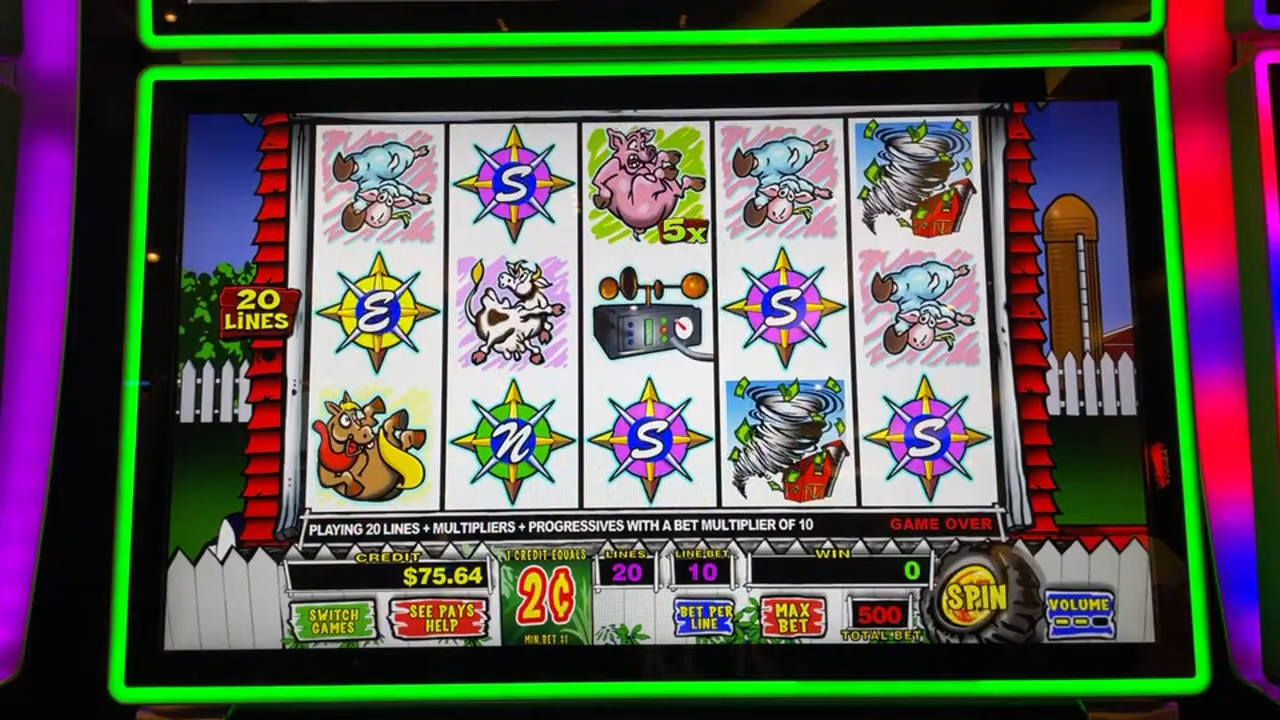 S
5x
20
LiNES
E
S
N
S
S
PLAYING 20 LINES + MULTIPLIERS + PROGRESSIVES WITH A BET MULTIPLIER OF 10
GAME OVER
CREDIT
$75.64
1 CREDIT EQUALS
2¢
MIN. BET $1
LINES
20
LINE BET
10
WIN
0
SWITCH
GAMES
SEE PAYS
HELP
BET PER
LINE
MAX
BET
500
TOTAL BET
SPIN
VOLUME